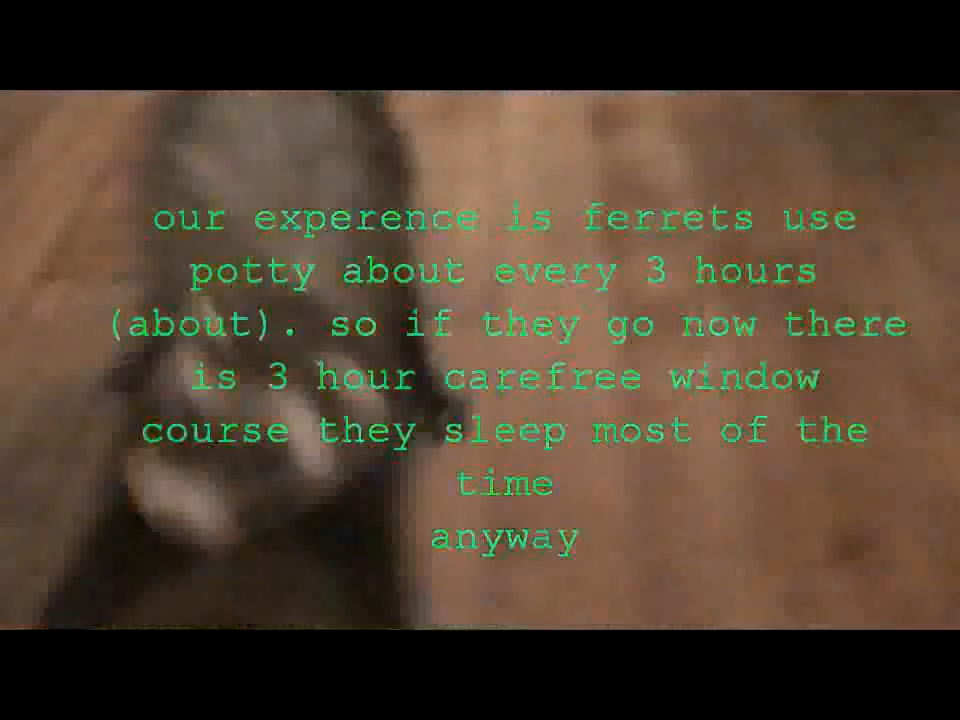 our experence is ferrets use
potty about every 3 hours
(about). so if they go now there
is 3 hour carefree window
course they sleep most of the
time
anyway